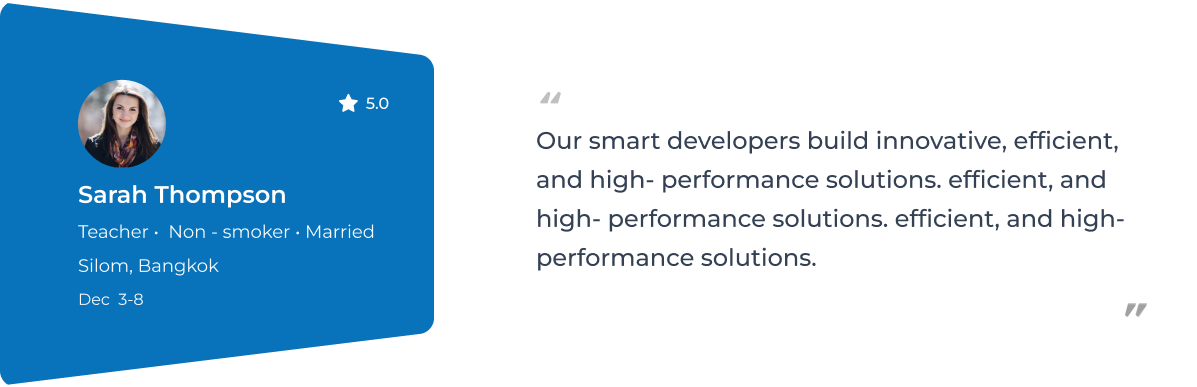 5.0
Sarah Thompson
Teacher • Non - smoker • Married
Silom, Bangkok
Dec 3-8
“
Our smart developers build innovative, efficient,
and high- performance solutions. efficient, and
high- performance solutions. efficient, and high-
performance solutions.
”